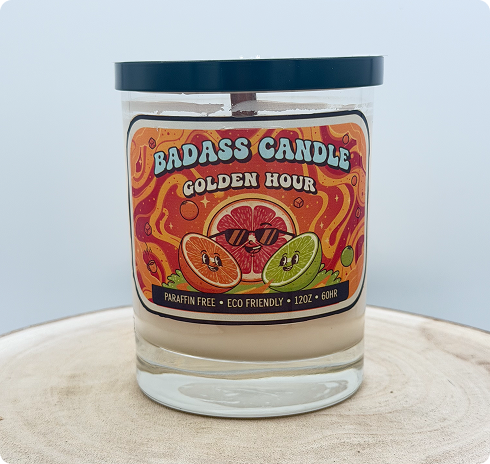 BADASS CANDLE
GOLDEN HOUR
PARAFFIN FREE • ECO FRIENDLY • 12OZ • 60HR